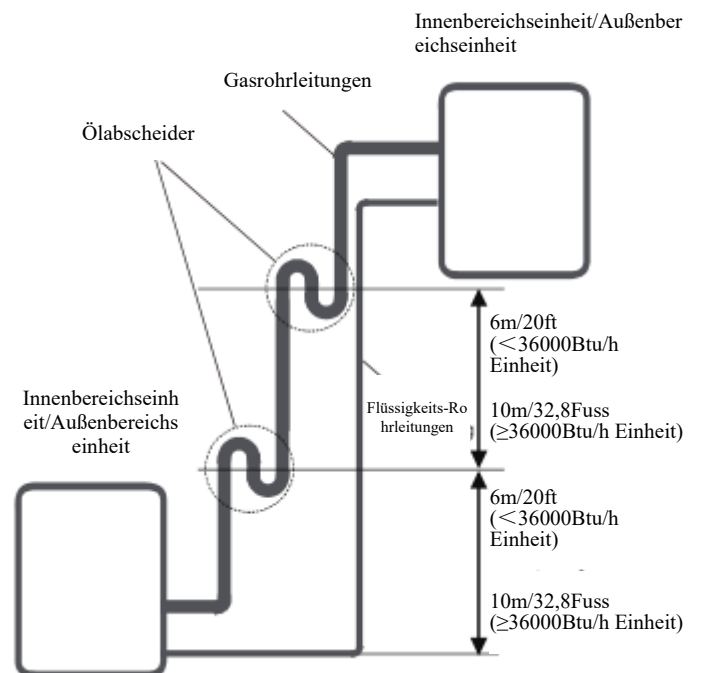 Innenbereichseinheit/Außenber
eichseinheit
Gasrohrleitungen
Ölabscheider
6m/20ft
(＜36000Btu/h
Einheit)
10m/32,8Fuss
(≥36000Btu/h Einheit)
Flüssigkeits-Ro
hrleitungen
Innenbereichseinh
eit/Außenbereichs
einheit
6m/20ft
(＜36000Btu/h
Einheit)
10m/32,8Fuss
(≥36000Btu/h Einheit)